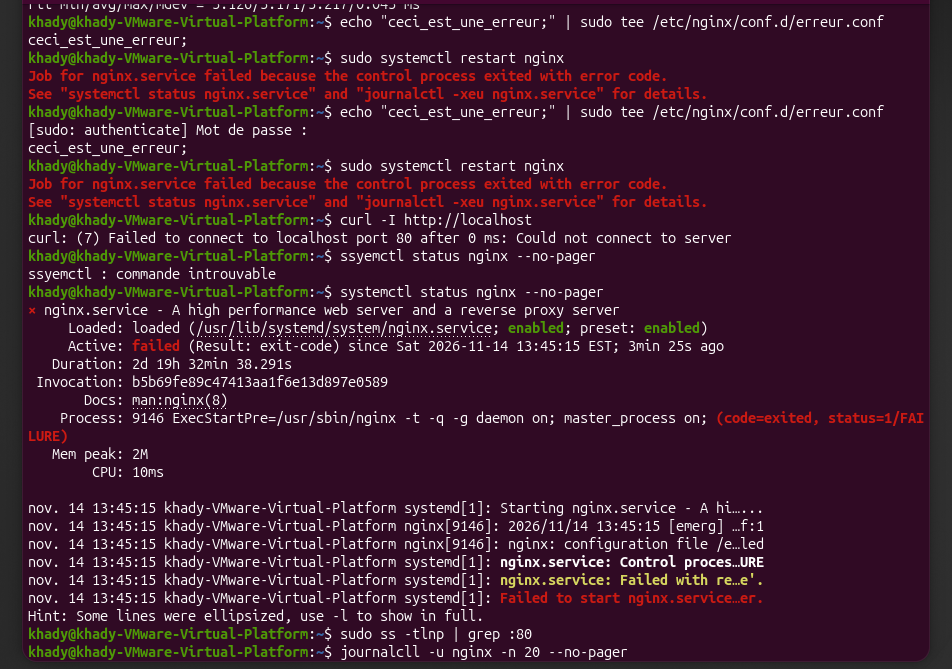 rtt min/avg/max/mdev = 5.126/5.171/5.217/0.045 ms
khady@khady-VMware-Virtual-Platform:~$ echo "ceci_est_une_erreur;" | sudo tee /etc/nginx/conf.d/erreur.conf
ceci_est_une_erreur;
khady@khady-VMware-Virtual-Platform:~$ sudo systemctl restart nginx
Job for nginx.service failed because the control process exited with error code.
See "systemctl status nginx.service" and "journalctl -xeu nginx.service" for details.
khady@khady-VMware-Virtual-Platform:~$ echo "ceci_est_une_erreur;" | sudo tee /etc/nginx/conf.d/erreur.conf
[sudo: authenticate] Mot de passe :
ceci_est_une_erreur;
khady@khady-VMware-Virtual-Platform:~$ sudo systemctl restart nginx
Job for nginx.service failed because the control process exited with error code.
See "systemctl status nginx.service" and "journalctl -xeu nginx.service" for details.
khady@khady-VMware-Virtual-Platform:~$ curl -I http://localhost
curl: (7) Failed to connect to localhost port 80 after 0 ms: Could not connect to server
khady@khady-VMware-Virtual-Platform:~$ ssyemctl status nginx --no-pager
ssyemctl : commande introuvable
khady@khady-VMware-Virtual-Platform:~$ systemctl status nginx --no-pager
× nginx.service - A high performance web server and a reverse proxy server
Loaded: loaded (/usr/lib/systemd/system/nginx.service; enabled; preset: enabled)
Active: failed (Result: exit-code) since Sat 2026-11-14 13:45:15 EST; 3min 25s ago
Duration: 2d 19h 32min 38.291s
Invocation: b5b69fe89c47413aa1f6e13d897e0589
Docs: man:nginx(8)
Process: 9146 ExecStartPre=/usr/sbin/nginx -t -q -g daemon on; master_process on; (code=exited, status=1/FAI
LURE)
Mem peak: 2M
CPU: 10ms
nov. 14 13:45:15 khady-VMware-Virtual-Platform systemd[1]: Starting nginx.service - A hi…...
nov. 14 13:45:15 khady-VMware-Virtual-Platform nginx[9146]: 2026/11/14 13:45:15 [emerg] …f:1
nov. 14 13:45:15 khady-VMware-Virtual-Platform nginx[9146]: nginx: configuration file /e…led
nov. 14 13:45:15 khady-VMware-Virtual-Platform systemd[1]: nginx.service: Control proces…URE
nov. 14 13:45:15 khady-VMware-Virtual-Platform systemd[1]: nginx.service: Failed with re…e'.
nov. 14 13:45:15 khady-VMware-Virtual-Platform systemd[1]: Failed to start nginx.service…er.
Hint: Some lines were ellipsized, use -l to show in full.
khady@khady-VMware-Virtual-Platform:~$ sudo ss -tlnp | grep :80
khady@khady-VMware-Virtual-Platform:~$ journalcll -u nginx -n 20 --no-pager